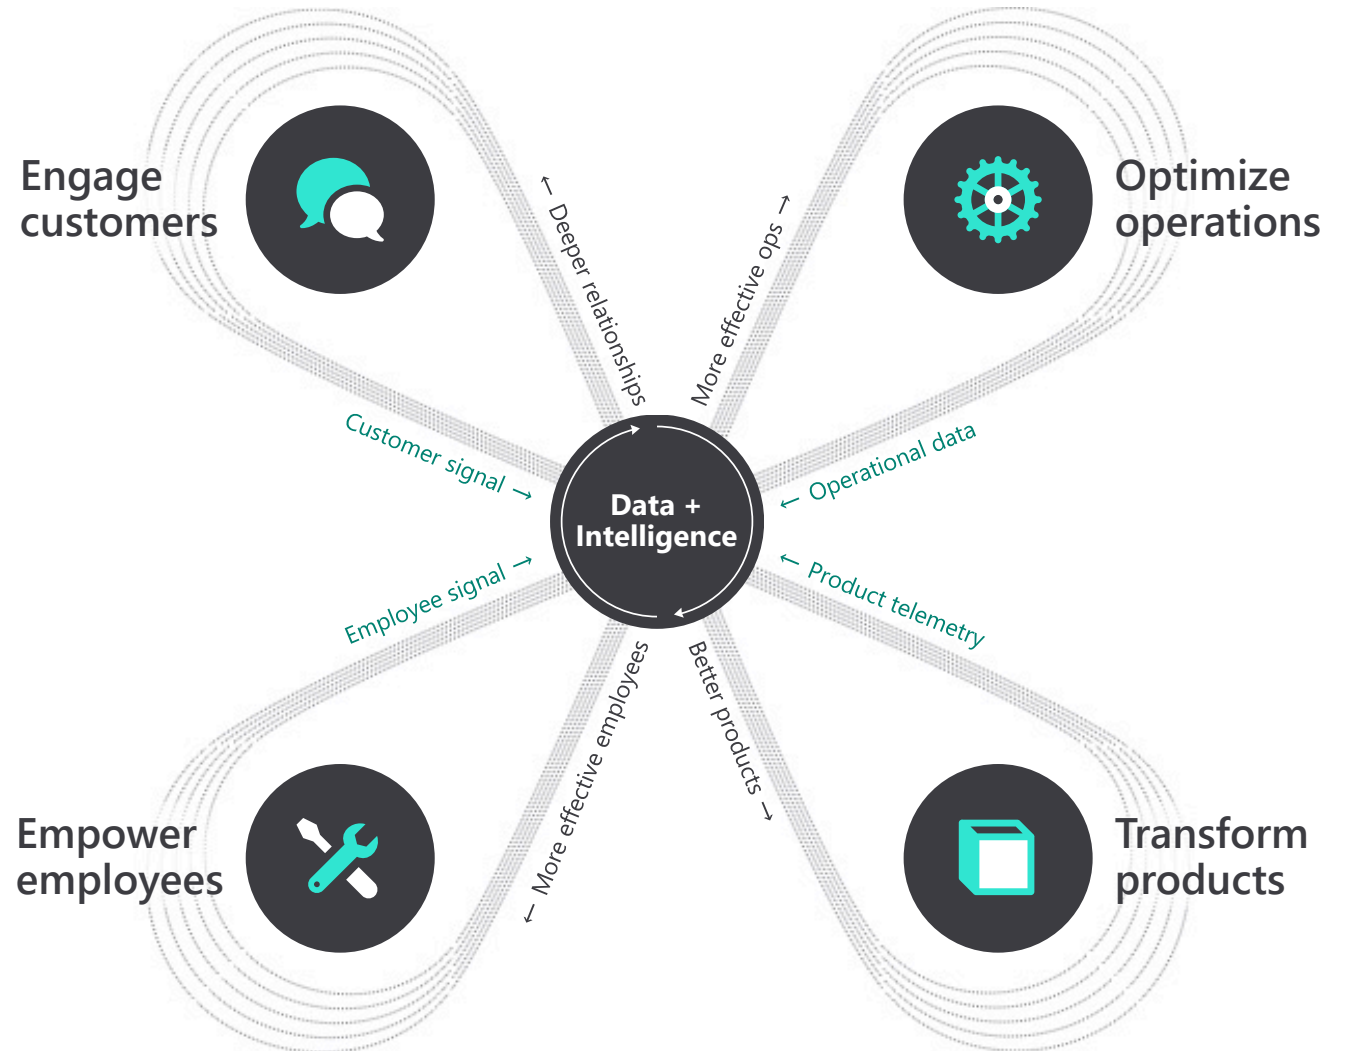 Engage
customers
← Deeper relationships
More effective ops →
Optimize
operations
Customer signal →
← Operational data
Data +
Intelligence
Employee signal →
← Product telemetry
Empower
employees
← More effective employees
Better products →
Transform
products